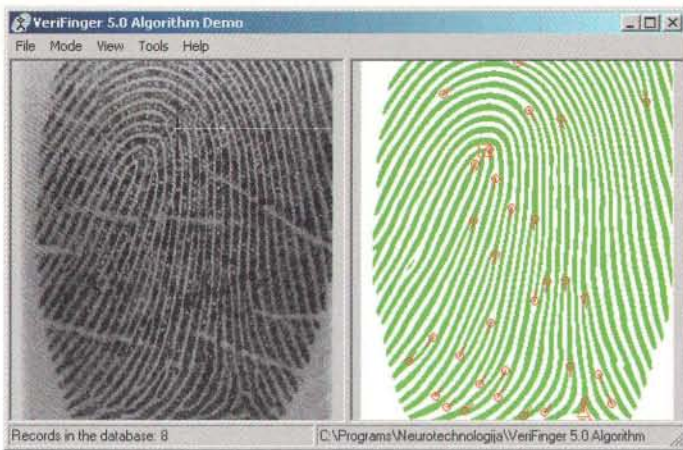 VeriFinger 5.0 Algorithm Demo
File Mode View Tools Help
Records in the database: 8
C:\Programs\Neurotechnologija\VeriFinger 5.0 Algorithm